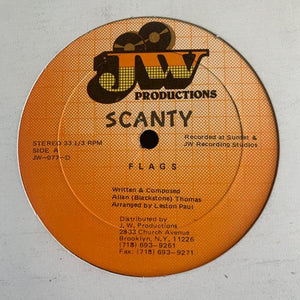 JW
PRODUCTIONS
SCANTY
STEREO 33 1/3 RPM
SIDE A
JW-077-D
Recorded at Sunset &
JW Recording Studios
FLAGS
Written & Composed
Allan (Blackstone) Thomas
Arranged by Leston Paul
Distributed by
J. W. Productions
2833 Church Avenue
Brooklyn, N.Y. 11226
(718) 693-9261
Fax: (718) 693-9271